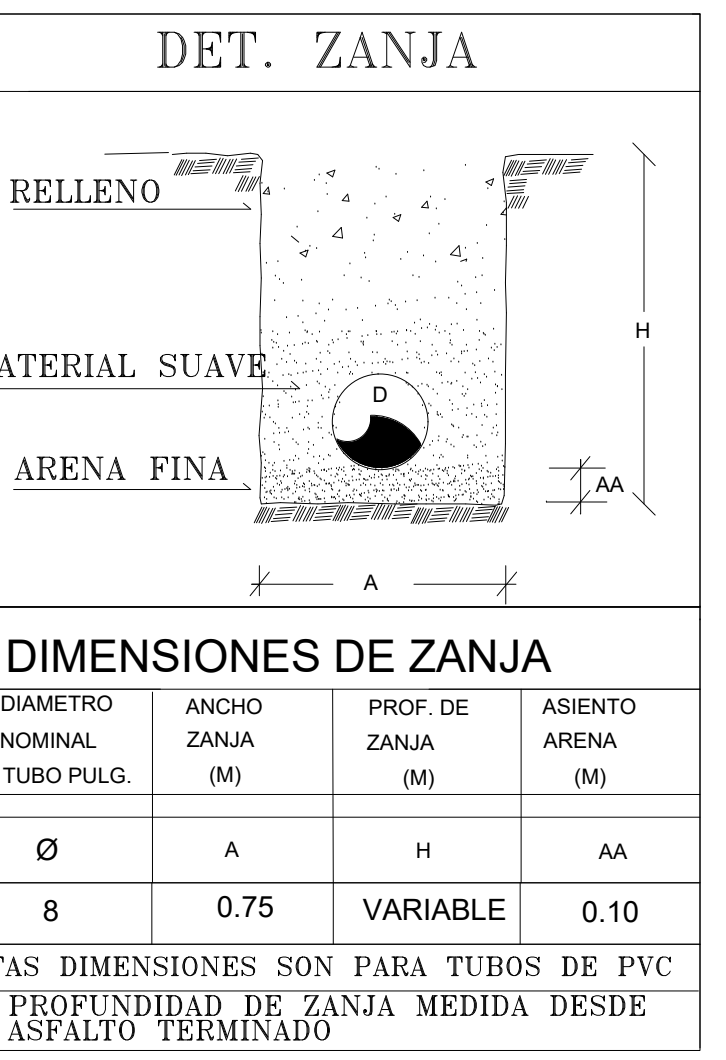 DET. ZANJA
RELLENO
H
ATERIAL SUAVE
D
ARENA FINA
AA
A
DIMENSIONES DE ZANJA
DIAMETRO NOMINAL TUBO PULG.
ANCHO ZANJA (M)
PROF. DE ZANJA (M)
ASIENTO ARENA (M)
Ø A H AA
8 0.75 VARIABLE 0.10
TAS DIMENSIONES SON PARA TUBOS DE PVC
PROFUNDIDAD DE ZANJA MEDIDA DESDE
ASFALTO TERMINADO